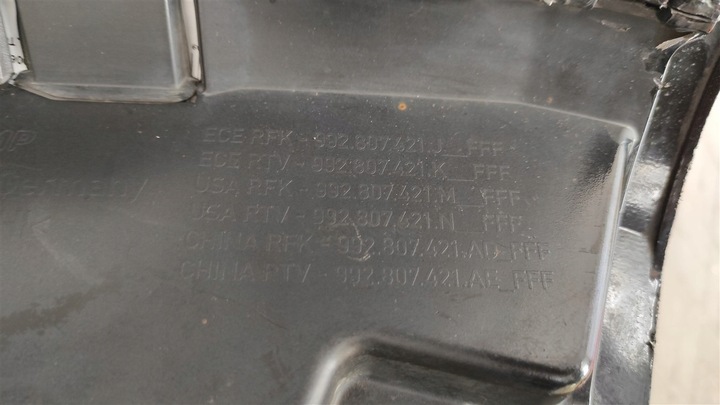 ECE RFK - 992.807.421.J__FFF
ECE RTV - 992.807.421.K__FFF
USA RFK - 992.807.421.M__FFF
USA RTV - 992.807.421.N__FFF
CHINA RFK - 992.807.421.AD_FFF
CHINA RTV - 992.807.421.AE_FFF
Germany